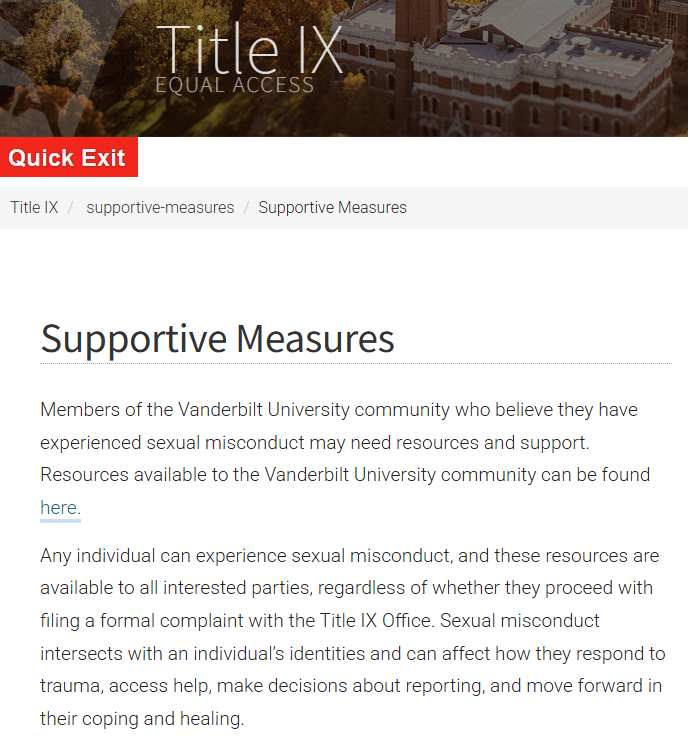 Title IX
EQUAL ACCESS
Quick Exit
Title IX / supportive-measures / Supportive Measures
Supportive Measures
Members of the Vanderbilt University community who believe they have
experienced sexual misconduct may need resources and support.
Resources available to the Vanderbilt University community can be found
here.
Any individual can experience sexual misconduct, and these resources are
available to all interested parties, regardless of whether they proceed with
filing a formal complaint with the Title IX Office. Sexual misconduct
intersects with an individual’s identities and can affect how they respond to
trauma, access help, make decisions about reporting, and move forward in
their coping and healing.